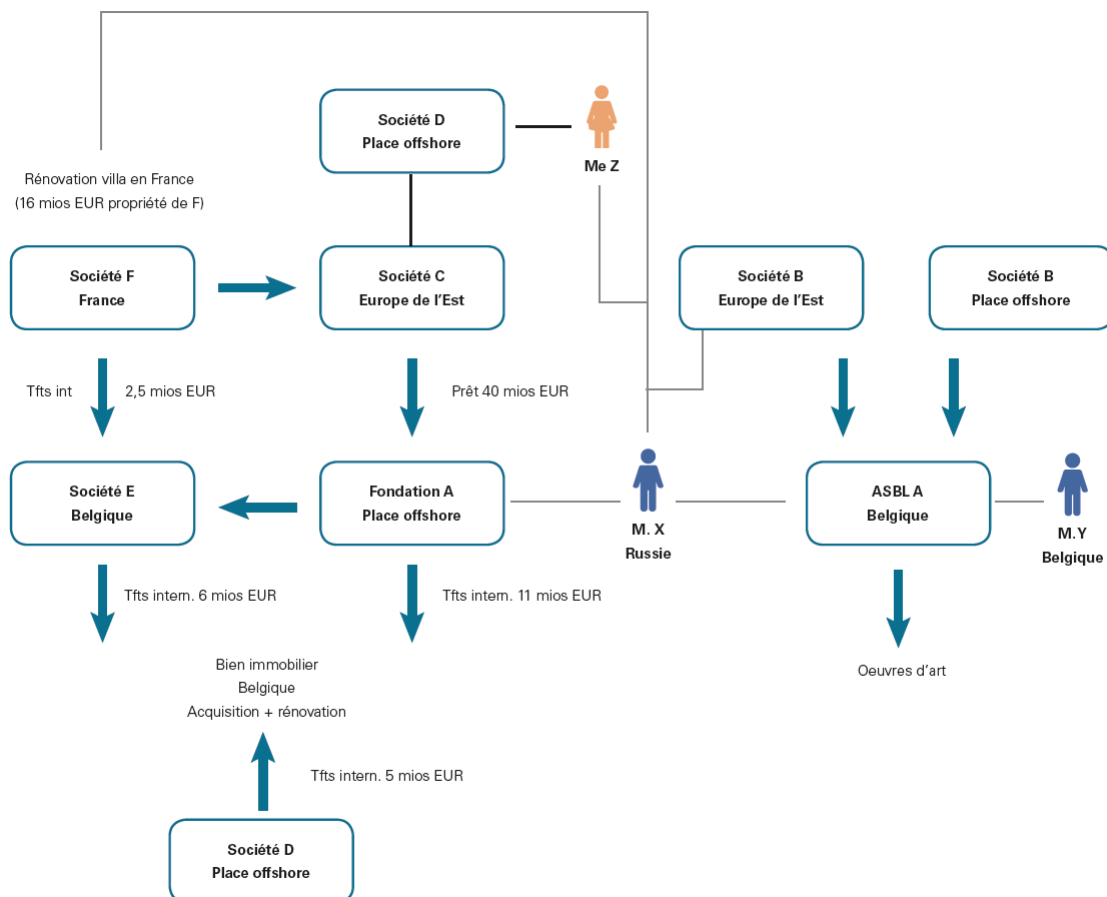 Société D
Place offshore
Me Z
Rénovation villa en France
(16 mios EUR propriété de F)
Société F
France
Société C
Europe de l'Est
Société B
Europe de l'Est
Société B
Place offshore
Tfts int
2,5 mios EUR
Prêt 40 mios EUR
Société E
Belgique
Fondation A
Place offshore
M. X
Russie
ASBL A
Belgique
M.Y
Belgique
Tfts intern. 6 mios EUR
Tfts intern. 11 mios EUR
Bien immobilier
Belgique
Acquisition + rénovation
Oeuvres d'art
Tfts intern. 5 mios EUR
Société D
Place offshore